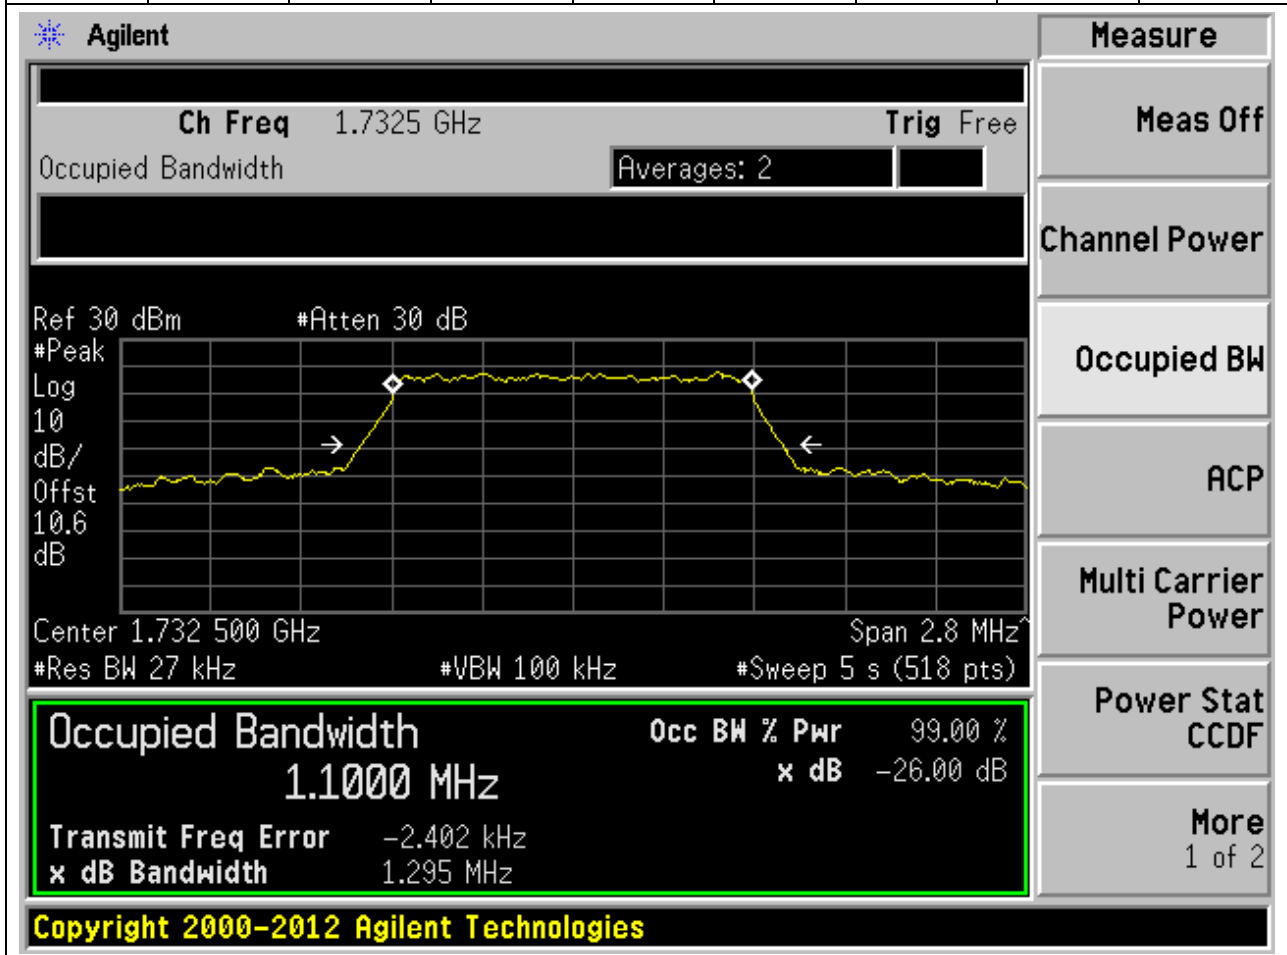 Agilent
Measure
Ch Freq 1.7325 GHz Trig Free
Meas Off
Occupied Bandwidth Averages: 2
Channel Power
Ref 30 dBm #Atten 30 dB
#Peak
Log
10
dB/
Offst
10.6
dB
Occupied BW
ACP
Multi Carrier
Power
Center 1.732 500 GHz Span 2.8 MHz^
#Res BW 27 kHz #VBW 100 kHz #Sweep 5 s (518 pts)
Occupied Bandwidth Occ BW % Pwr 99.00 %
1.1000 MHz x dB -26.00 dB
Power Stat
CCDF
Transmit Freq Error -2.402 kHz
x dB Bandwidth 1.295 MHz
More
1 of 2
Copyright 2000-2012 Agilent Technologies